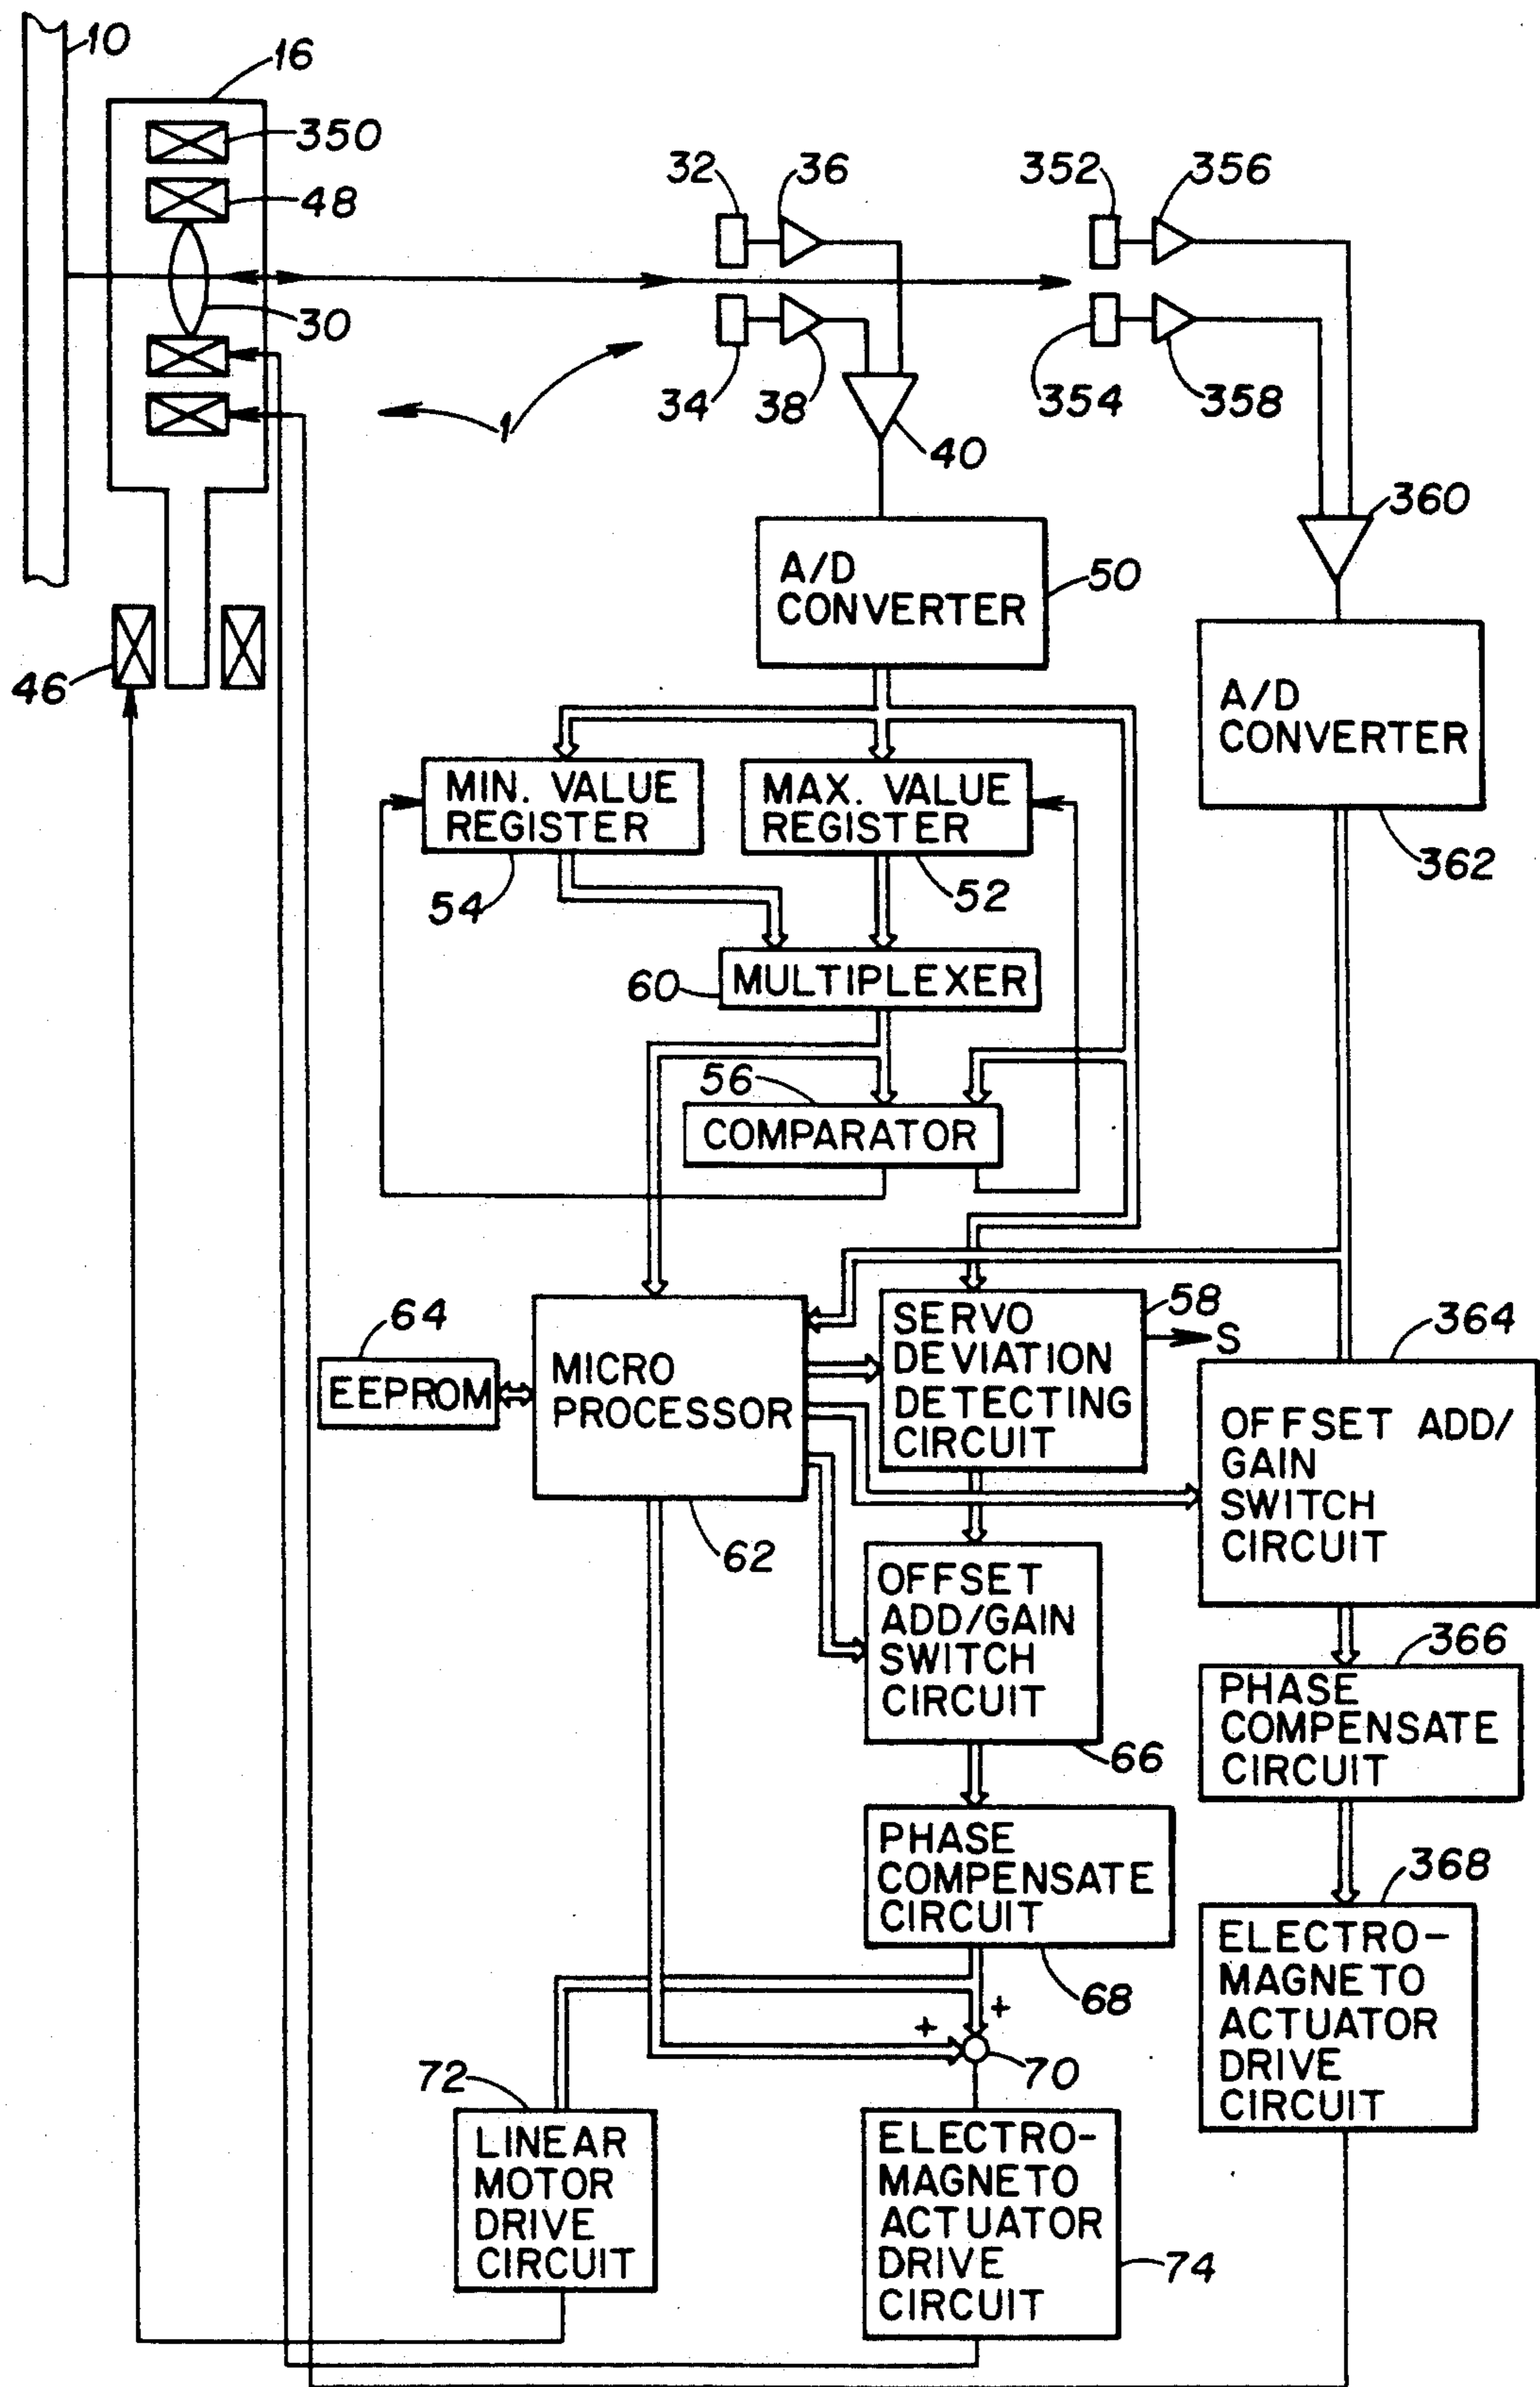 10
16
350
48
30
32
36
352
356
34
38
354
358
1
40
360
A/D
CONVERTER
50
A/D
CONVERTER
362
46
MIN. VALUE
REGISTER
54
MAX. VALUE
REGISTER
52
60
MULTIPLEXER
56
COMPARATOR
64
EEPROM
MICRO
PROCESSOR
62
SERVO
DEVIATION
DETECTING
CIRCUIT
58
S
364
OFFSET ADD/
GAIN
SWITCH
CIRCUIT
OFFSET
ADD/GAIN
SWITCH
CIRCUIT
66
366
PHASE
COMPENSATE
CIRCUIT
PHASE
COMPENSATE
CIRCUIT
68
368
ELECTRO-
MAGNETO
ACTUATOR
DRIVE
CIRCUIT
+
+
70
72
LINEAR
MOTOR
DRIVE
CIRCUIT
ELECTRO-
MAGNETO
ACTUATOR
DRIVE
CIRCUIT
74